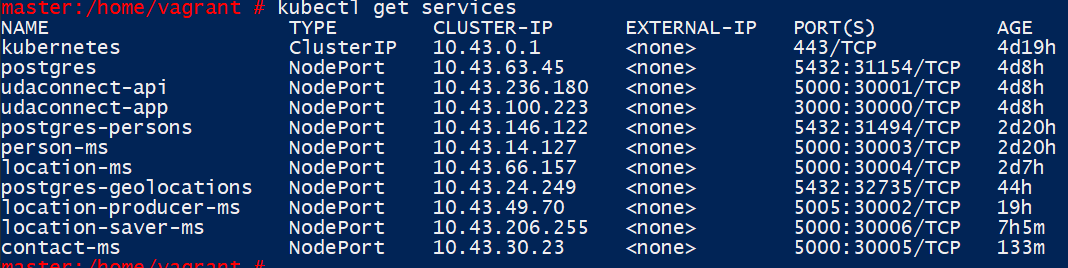 master:/home/vagrant # kubectl get services
NAME TYPE CLUSTER-IP EXTERNAL-IP PORT(S) AGE
kubernetes ClusterIP 10.43.0.1 <none> 443/TCP 4d19h
postgres NodePort 10.43.63.45 <none> 5432:31154/TCP 4d8h
udaconnect-api NodePort 10.43.236.180 <none> 5000:30001/TCP 4d8h
udaconnect-app NodePort 10.43.100.223 <none> 3000:30000/TCP 4d8h
postgres-persons NodePort 10.43.146.122 <none> 5432:31494/TCP 2d20h
person-ms NodePort 10.43.14.127 <none> 5000:30003/TCP 2d20h
location-ms NodePort 10.43.66.157 <none> 5000:30004/TCP 2d7h
postgres-geolocations NodePort 10.43.24.249 <none> 5432:32735/TCP 44h
location-producer-ms NodePort 10.43.49.70 <none> 5005:30002/TCP 19h
location-saver-ms NodePort 10.43.206.255 <none> 5000:30006/TCP 7h5m
contact-ms NodePort 10.43.30.23 <none> 5000:30005/TCP 133m
master:/home/vagrant #